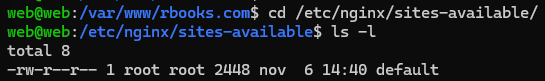 web@web:/var/www/rbooks.com$ cd /etc/nginx/sites-available/
web@web:/etc/nginx/sites-available$ ls -l
total 8
-rw-r--r-- 1 root root 2448 nov  6 14:40 default